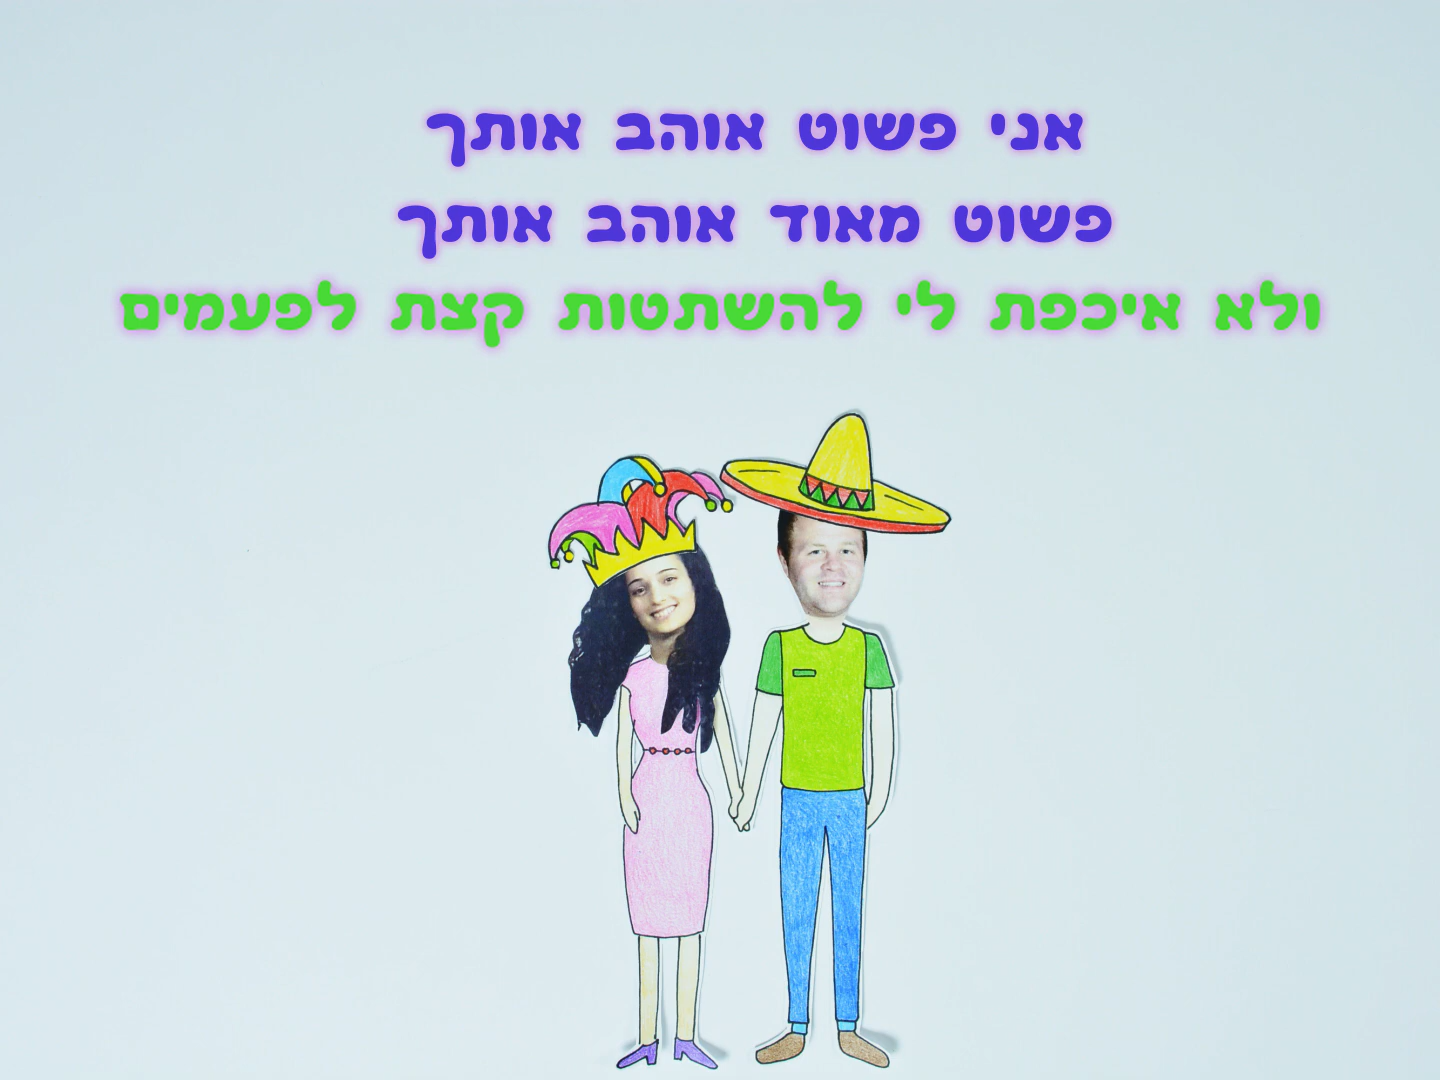 אני פשוט אוהב אותך
פשוט מאוד אוהב אותך
ולא איכפת לי להשתטות קצת לפעמים